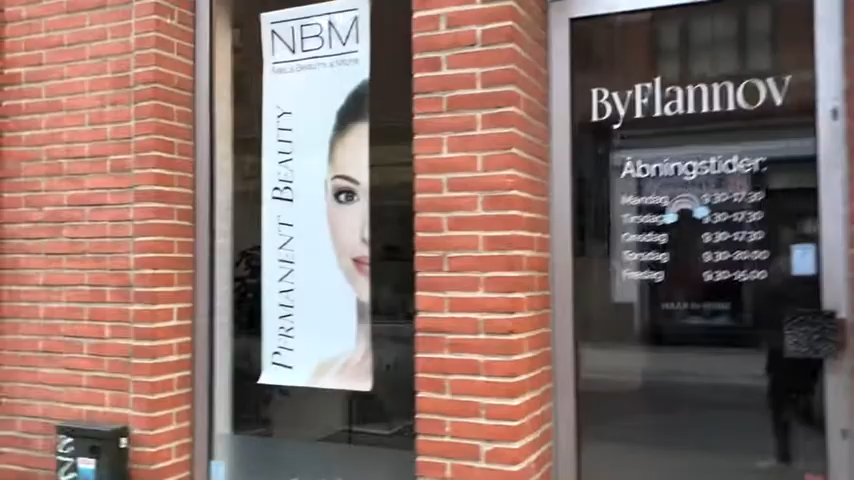 NBM
NAILS BEAUTY & MORE
PERMANENT BEAUTY
ByFlannov
Åbningstider:
Mandag 9.30-17.30
Tirsdag 9.30-17.30
Onsdag 9.30-17.30
Torsdag 9.30-20.00
Fredag 9.30-15.00